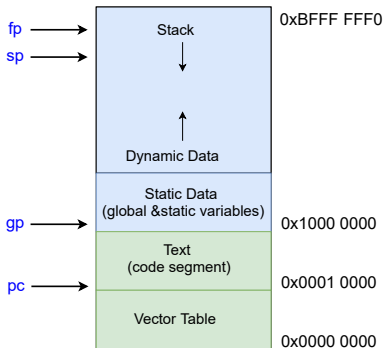 fp
Stack
0xBFFF FFF0
sp
Dynamic Data
Static Data
(global &static variables)
gp
0x1000 0000
Text
(code segment)
pc
0x0001 0000
Vector Table
0x0000 0000